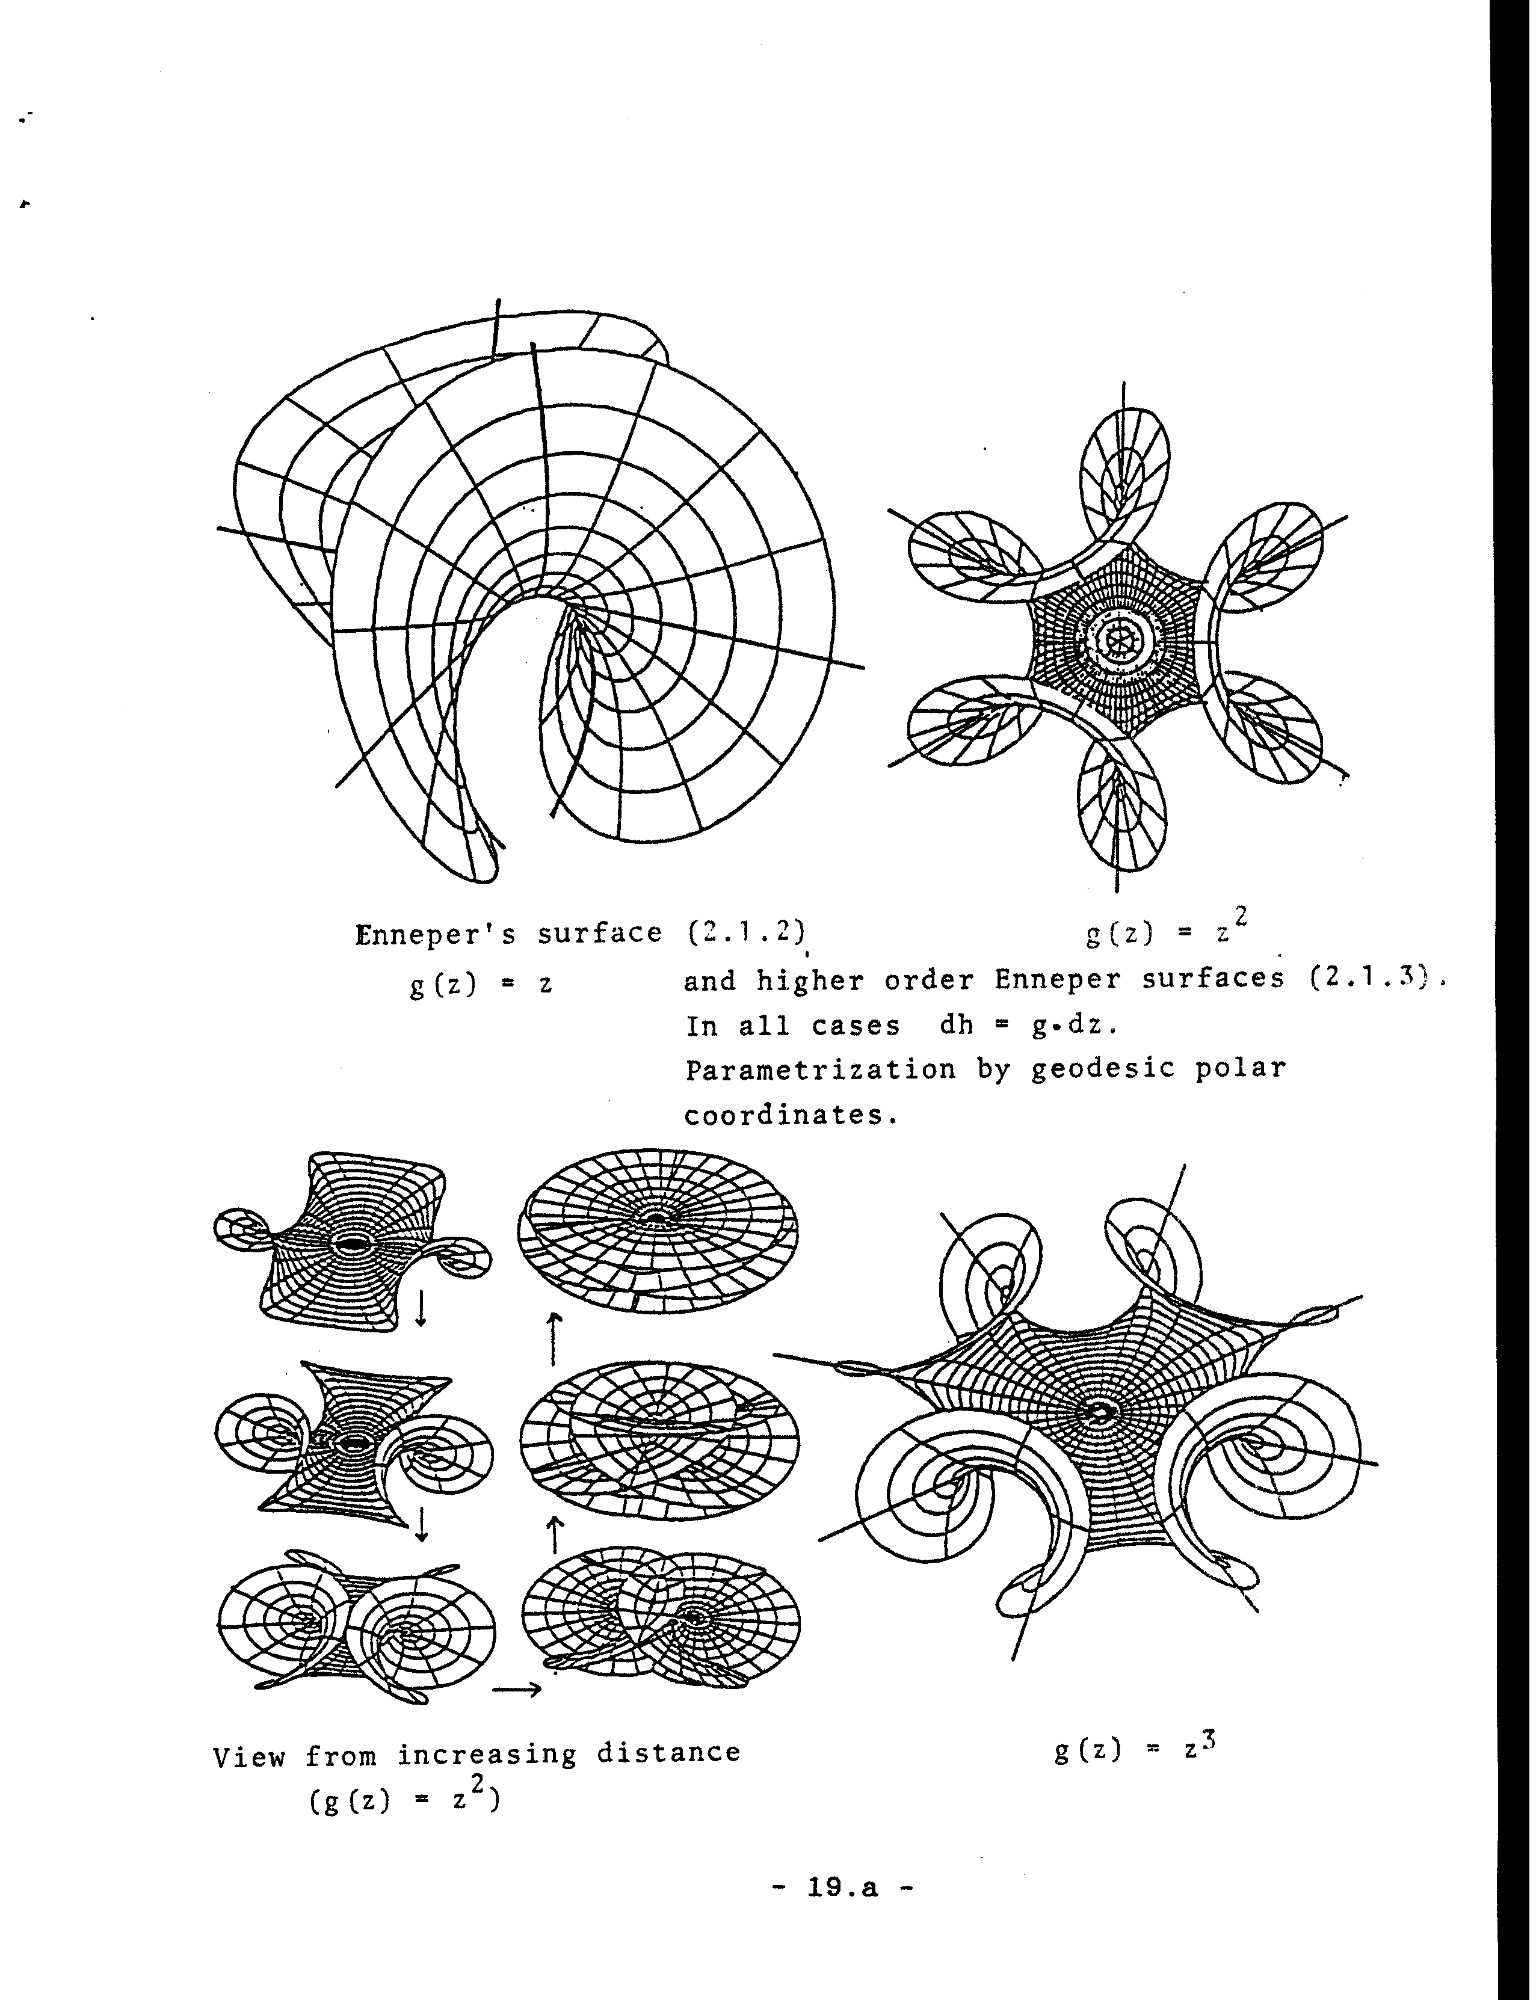 Enneper's surface (2.1.2)
g(z) = z
g(z) = z²
and higher order Enneper surfaces (2.1.3).
In all cases dh = g·dz.
Parametrization by geodesic polar
coordinates.
View from increasing distance
(g(z) = z²)
g(z) = z³
- 19.a -